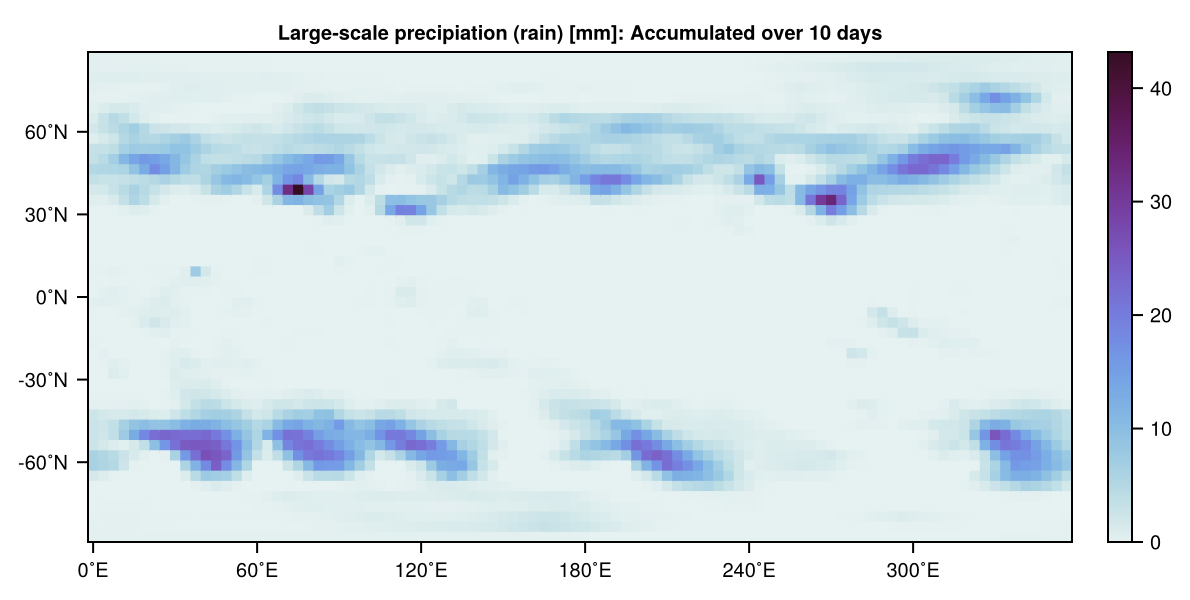 Large-scale precipiation (rain) [mm]: Accumulated over 10 days
40
60˚N
30
30˚N
0˚N
20
-30˚N
10
-60˚N
0
0˚E 60˚E 120˚E 180˚E 240˚E 300˚E